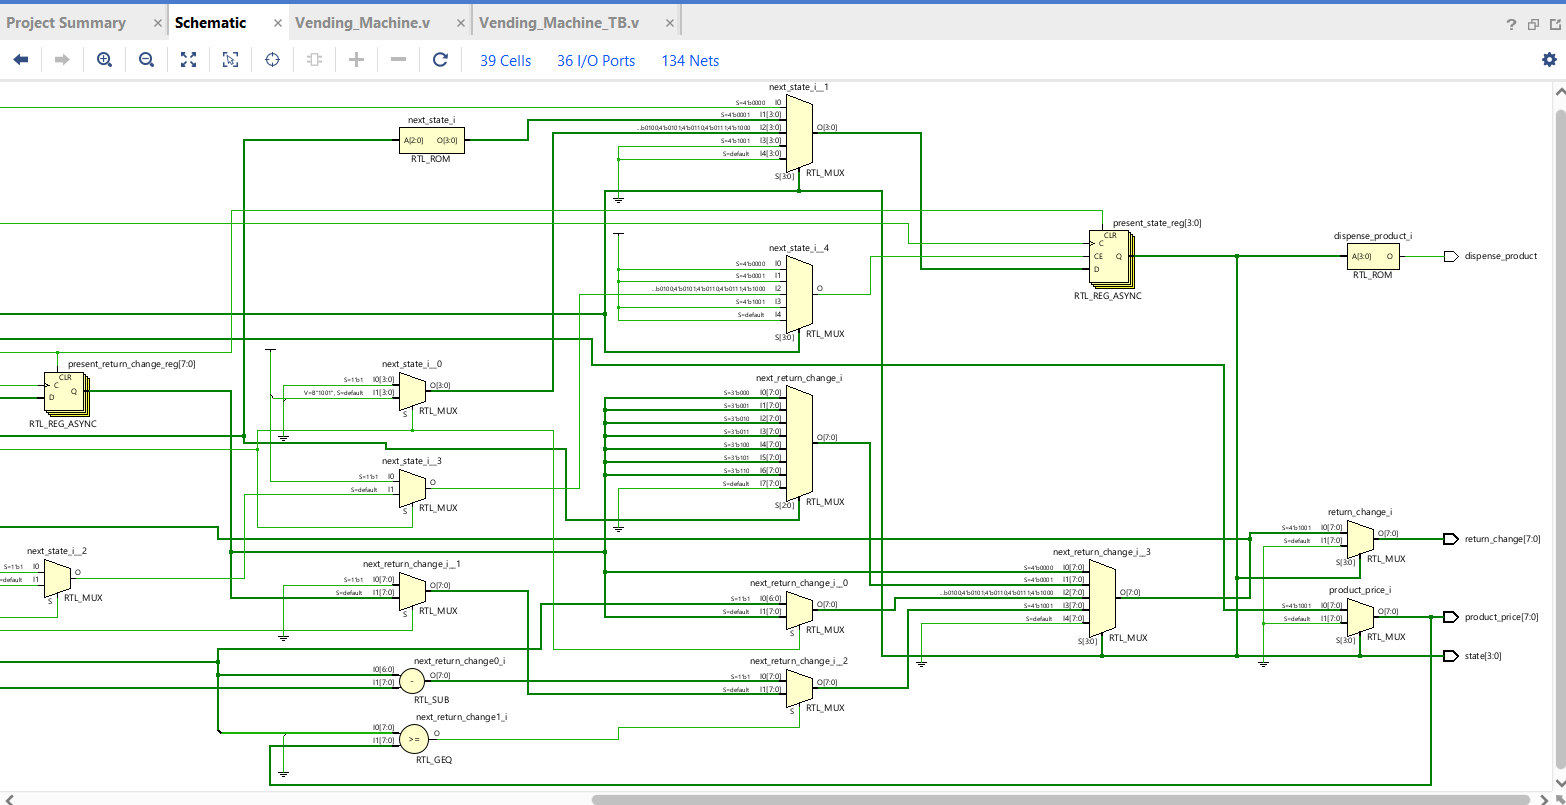 Project Summary × Schematic × Vending_Machine.v × Vending_Machine_TB.v ×
39 Cells 36 I/O Ports 134 Nets
next_state_i__1
S=4'b0000 I0
S=4'b0001 I1[3:0]
...b0100;4'b0101;4'b0110;4'b0111;4'b1000 I2[3:0]
S=4'b1001 I3[3:0]
S=default I4[3:0]
O[3:0]
S[3:0]
RTL_MUX
next_state_i
A[2:0] O[3:0]
RTL_ROM
next_state_i__4
S=4'b0000 I0
S=4'b0001 I1
...b0100;4'b0101;4'b0110;4'b0111;4'b1000 I2
S=4'b1001 I3
S=default I4
O
S[3:0]
RTL_MUX
present_state_reg[3:0]
CLR
C
CE Q
D
RTL_REG_ASYNC
dispense_product_i
A[3:0] O
RTL_ROM
dispense_product
present_return_change_reg[7:0]
CLR
C
Q
D
RTL_REG_ASYNC
next_state_i__0
S=1'b1 I0[3:0]
V=B"1001", S=default I1[3:0]
O[3:0]
S
RTL_MUX
next_return_change_i
S=3'b000 I0[7:0]
S=3'b001 I1[7:0]
S=3'b010 I2[7:0]
S=3'b011 I3[7:0]
S=3'b100 I4[7:0]
S=3'b101 I5[7:0]
S=3'b110 I6[7:0]
S=default I7[7:0]
O[7:0]
S[2:0]
RTL_MUX
next_state_i__3
S=1'b1 I0
S=default I1
O
S
RTL_MUX
next_state_i__2
S=1'b1 I0
=default I1
O
S
RTL_MUX
next_return_change_i__1
S=1'b1 I0[7:0]
S=default I1[7:0]
O[7:0]
S
RTL_MUX
next_return_change_i__0
S=1'b1 I0[6:0]
S=default I1[7:0]
O[7:0]
S
RTL_MUX
next_return_change_i__3
S=4'b0000 I0[7:0]
S=4'b0001 I1[7:0]
...b0100;4'b0101;4'b0110;4'b0111;4'b1000 I2[7:0]
S=4'b1001 I3[7:0]
S=default I4[7:0]
O[7:0]
S[3:0]
RTL_MUX
return_change_i
S=4'b1001 I0[7:0]
S=default I1[7:0]
O[7:0]
S[3:0]
RTL_MUX
return_change[7:0]
product_price_i
S=4'b1001 I0[7:0]
S=default I1[7:0]
O[7:0]
S[3:0]
RTL_MUX
product_price[7:0]
state[3:0]
next_return_change0_i
I0[6:0]
I1[7:0]
-
O[7:0]
RTL_SUB
next_return_change_i__2
S=1'b1 I0[7:0]
S=default I1[7:0]
O[7:0]
S
RTL_MUX
next_return_change1_i
I0[7:0]
I1[7:0]
>=
O
RTL_GEQ